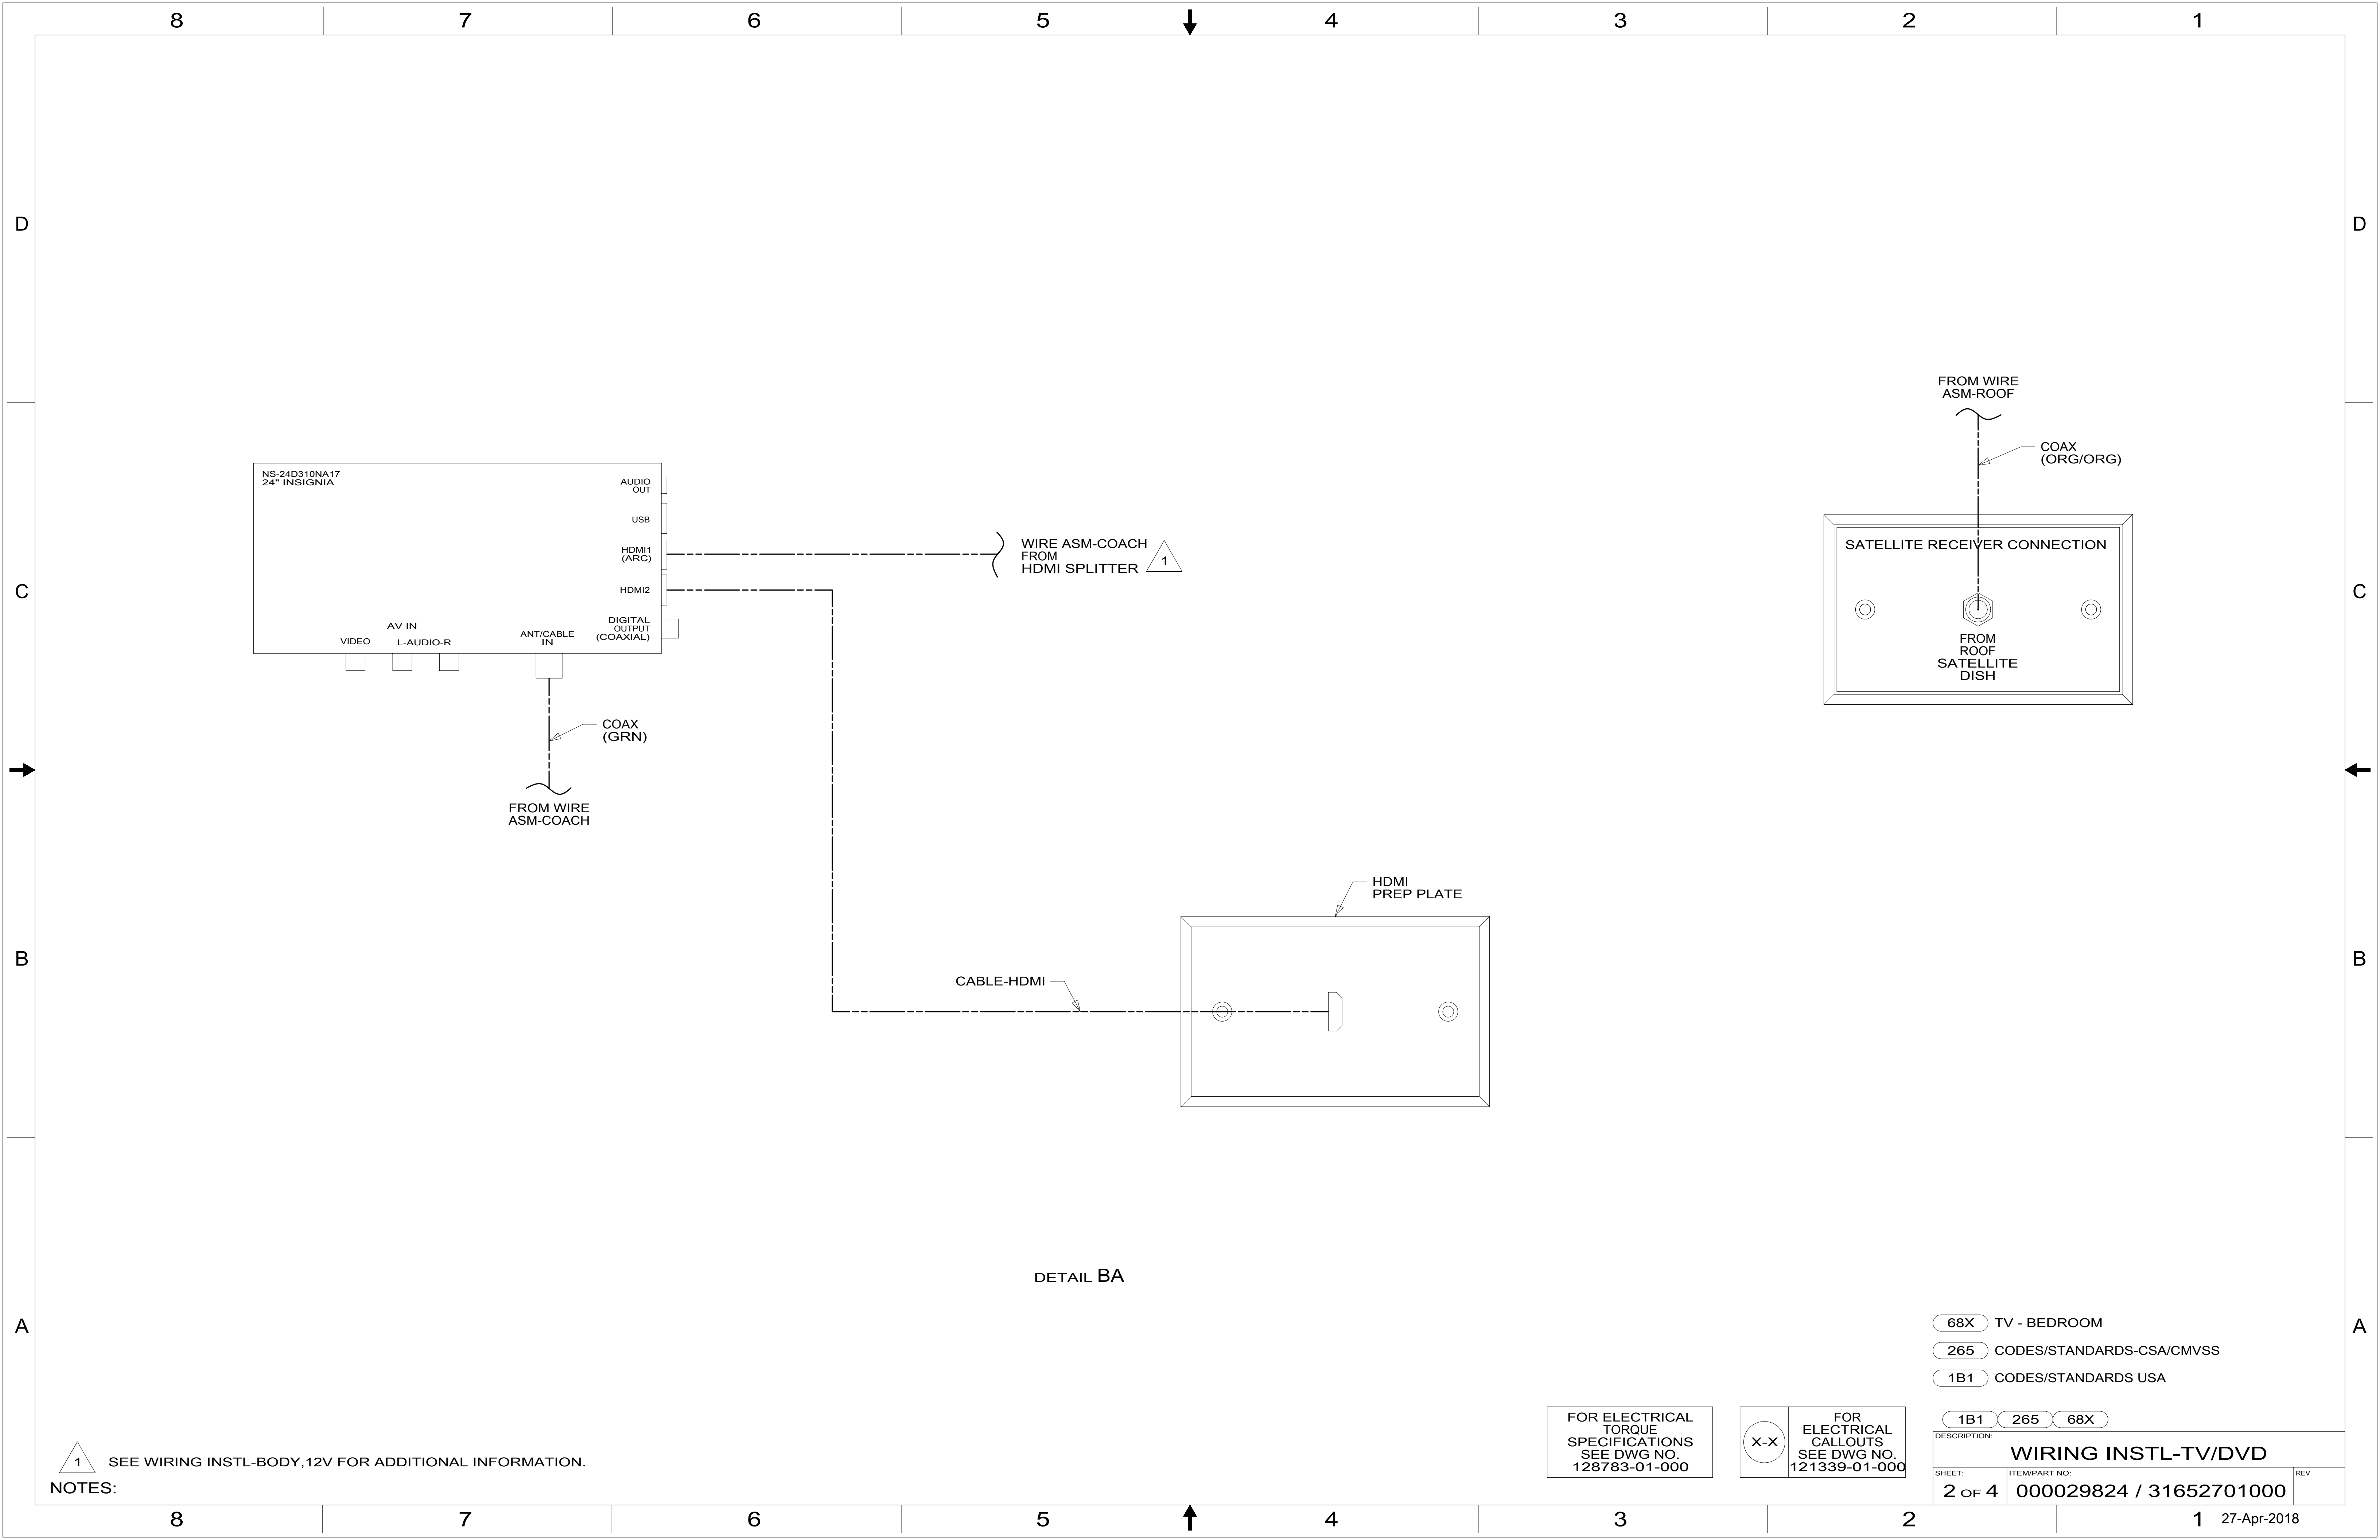 8 7 6 5 4 3 2 1
D D
FROM WIRE
ASM-ROOF
COAX
(ORG/ORG)
NS-24D310NA17
24" INSIGNIA
AUDIO
OUT
USB
HDMI1
(ARC)
HDMI2
DIGITAL
OUTPUT
(COAXIAL)
AV IN
VIDEO L-AUDIO-R
ANT/CABLE
IN
WIRE ASM-COACH
FROM
HDMI SPLITTER
1
SATELLITE RECEIVER CONNECTION
FROM
ROOF
SATELLITE
DISH
C C
COAX
(GRN)
FROM WIRE
ASM-COACH
HDMI
PREP PLATE
CABLE-HDMI
B B
DETAIL BA
A A
68X TV - BEDROOM
265 CODES/STANDARDS-CSA/CMVSS
1B1 CODES/STANDARDS USA
1 SEE WIRING INSTL-BODY,12V FOR ADDITIONAL INFORMATION.
NOTES:
FOR ELECTRICAL
TORQUE
SPECIFICATIONS
SEE DWG NO.
128783-01-000
X-X
FOR
ELECTRICAL
CALLOUTS
SEE DWG NO.
121339-01-000
1B1 265 68X
DESCRIPTION:
WIRING INSTL-TV/DVD
SHEET:
2 OF 4
ITEM/PART NO:
000029824 / 31652701000
REV
8 7 6 5 4 3 2 1
27-Apr-2018